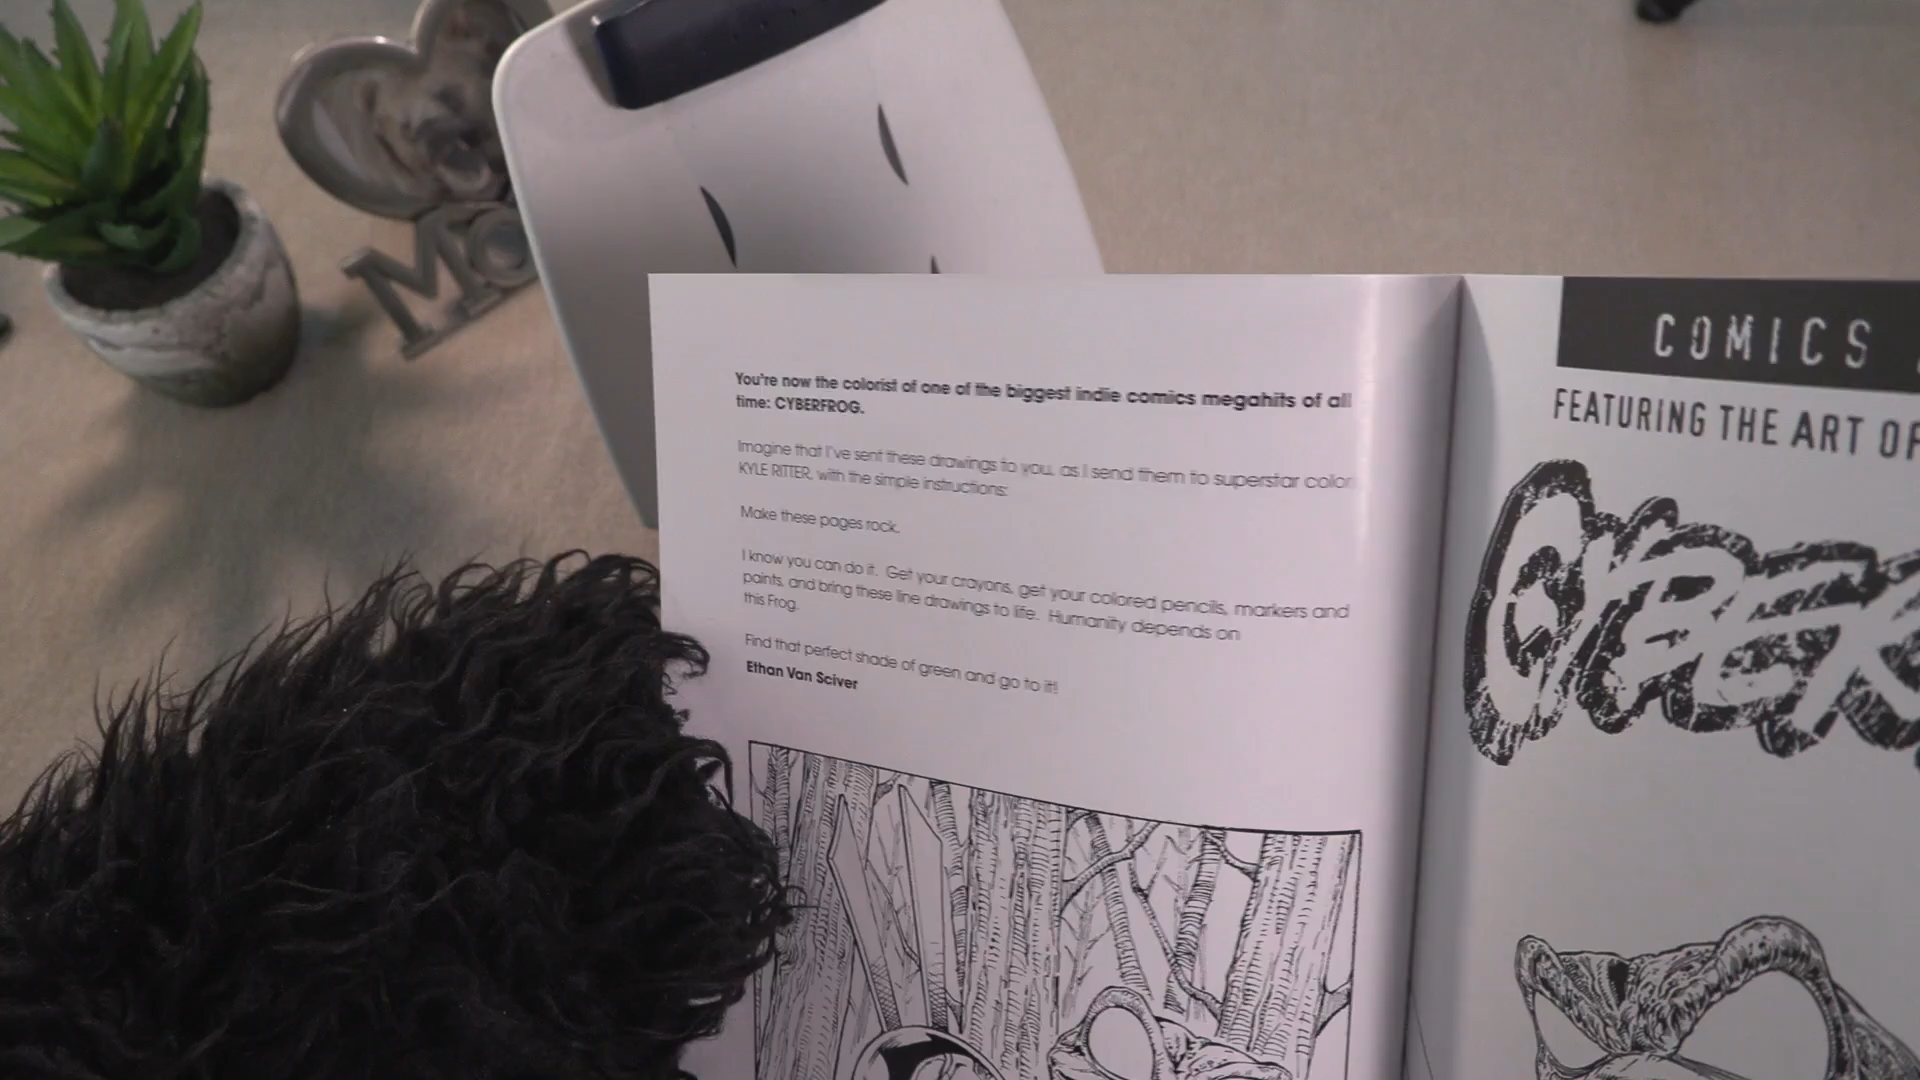 MO
You're now the colorist of one of the biggest indie comics megahits of all
time: CYBERFROG.
Imagine that I've sent these drawings to you, as I send them to superstar color
KYLE RITTER, with the simple instructions:
Make these pages rock.
I know you can do it. Get your crayons, get your colored pencils, markers and
paints, and bring these line drawings to life. Humanity depends on
this Frog.
Find that perfect shade of green and go to it!
Ethan Van Sciver
COMICS
FEATURING THE ART OF
CYBER